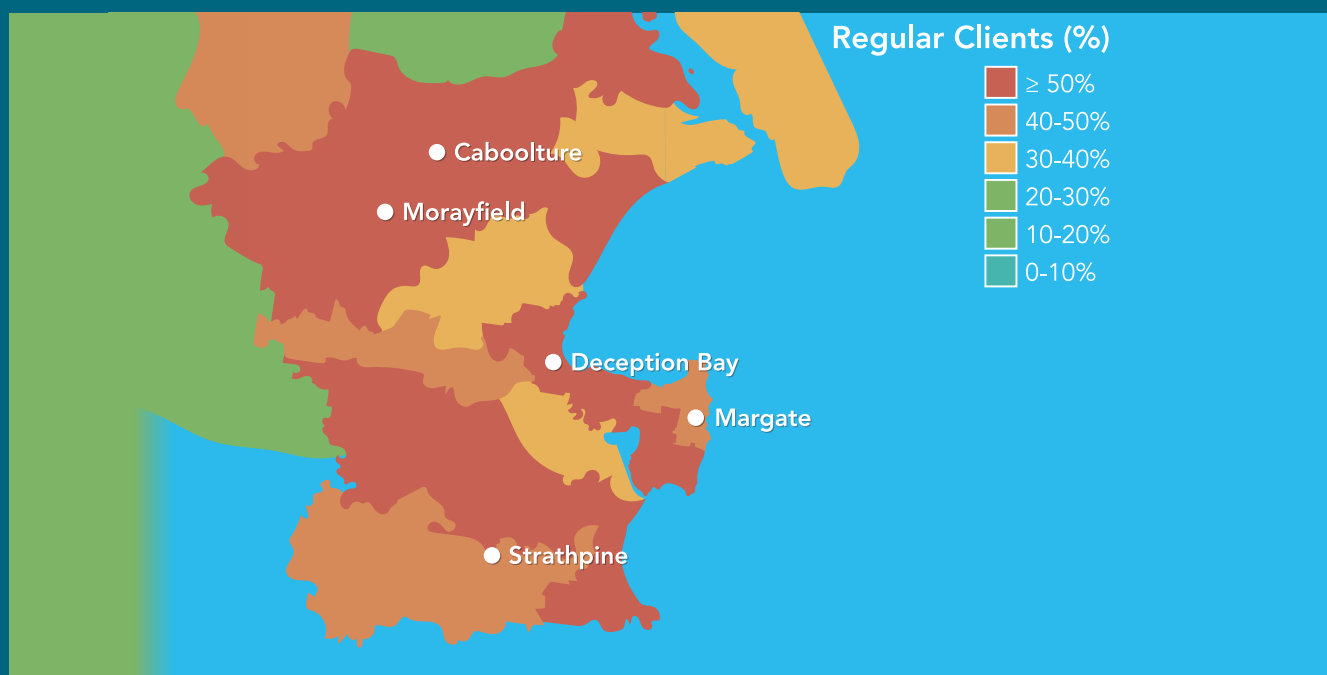 Regular Clients (%)
≥ 50%
40-50%
30-40%
20-30%
10-20%
0-10%
Caboolture
Morayfield
Deception Bay
Margate
Strathpine